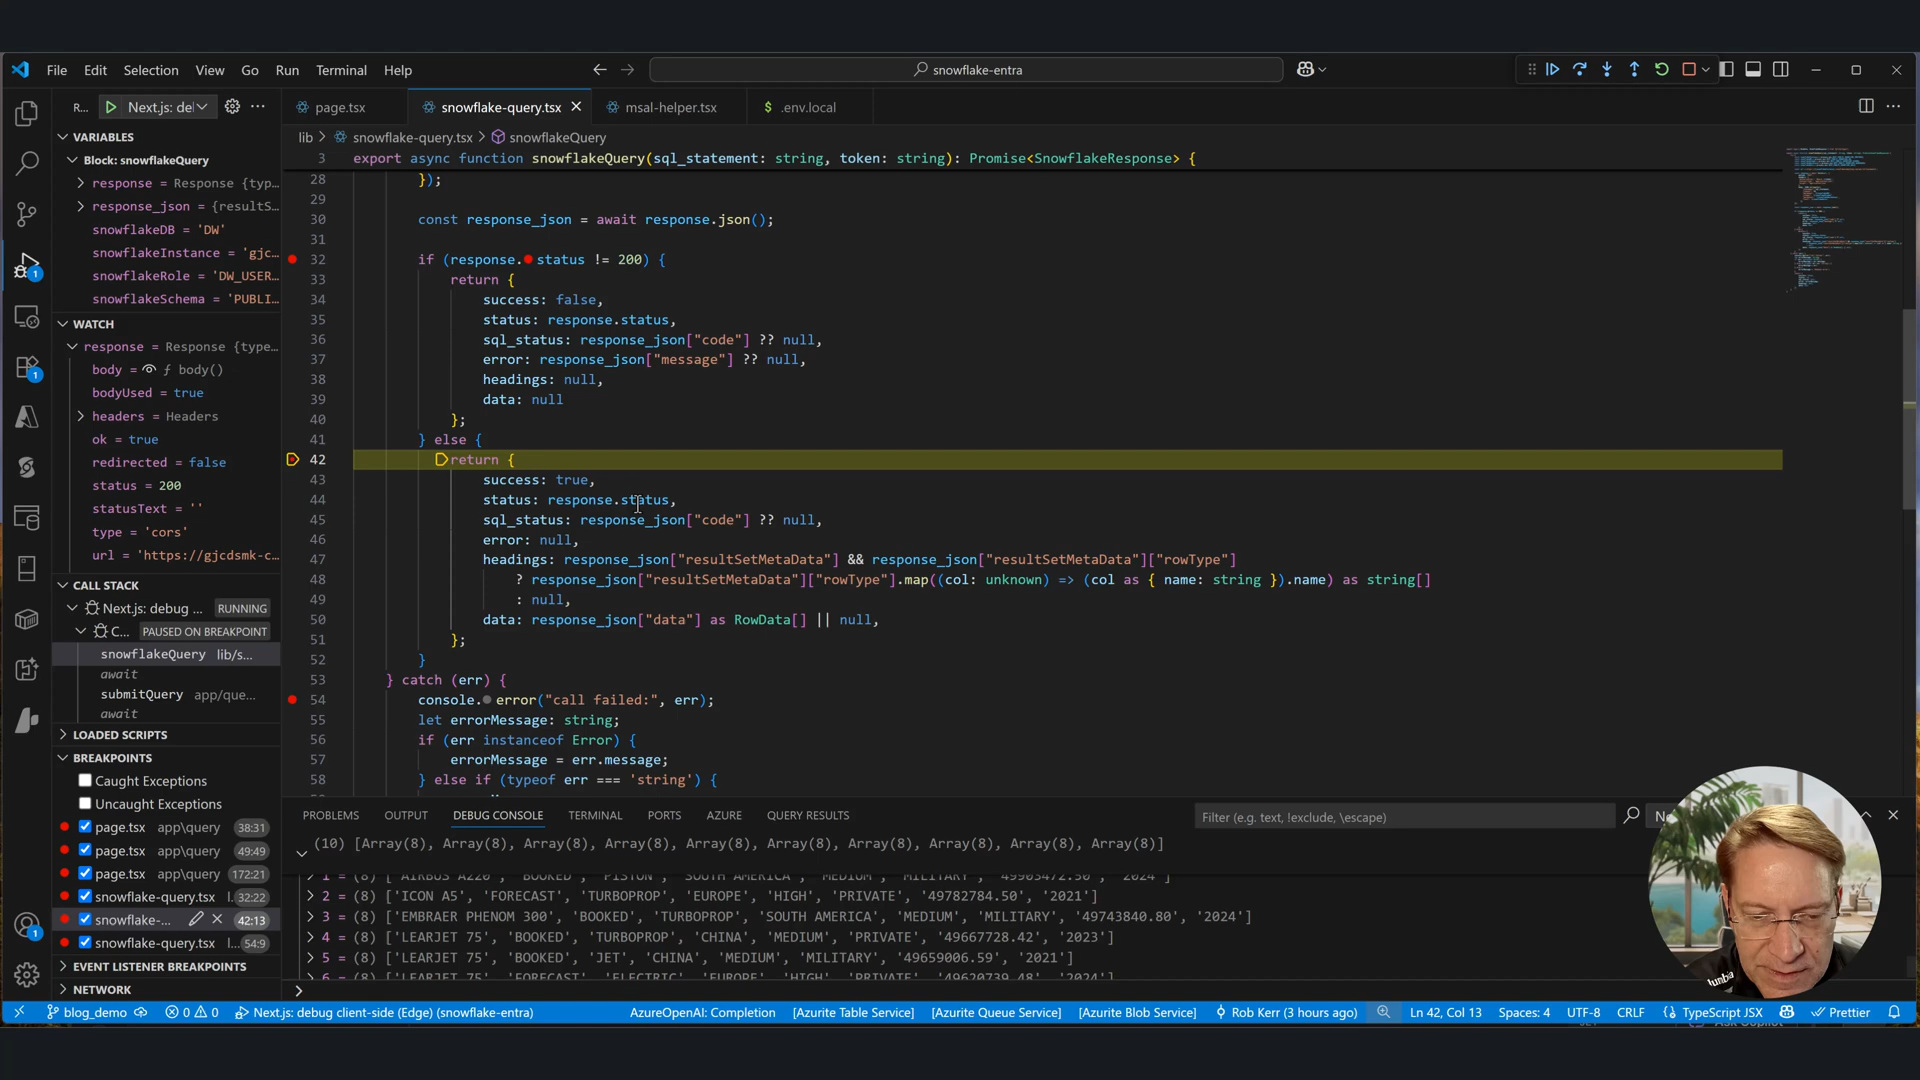 File Edit Selection View Go Run Terminal Help
snowflake-entra
R... Next.js: del
page.tsx
snowflake-query.tsx
msal-helper.tsx
$ .env.local
lib > snowflake-query.tsx > snowflakeQuery
VARIABLES
Block: snowflakeQuery
response = Response {typ...
response_json = {resultS...
snowflakeDB = 'DW'
snowflakeInstance = 'gjc...
snowflakeRole = 'DW_USER...
snowflakeSchema = 'PUBLI...
WATCH
response = Response {type...
body = ƒ body()
bodyUsed = true
headers = Headers
ok = true
redirected = false
status = 200
statusText = ''
type = 'cors'
url = 'https://gjcdsmk-c...
CALL STACK
Next.js: debug ... RUNNING
C... PAUSED ON BREAKPOINT
snowflakeQuery lib/s...
await
submitQuery app/que...
await
LOADED SCRIPTS
BREAKPOINTS
Caught Exceptions
Uncaught Exceptions
page.tsx app\query 38:31
page.tsx app\query 49:49
page.tsx app\query 172:21
snowflake-query.tsx l... 32:22
snowflake-... 42:13
snowflake-query.tsx l... 54:9
EVENT LISTENER BREAKPOINTS
NETWORK
3 export async function snowflakeQuery(sql_statement: string, token: string): Promise<SnowflakeResponse> {
28 });
29
30 const response_json = await response.json();
31
32 if (response. status != 200) {
33 return {
34 success: false,
35 status: response.status,
36 sql_status: response_json["code"] ?? null,
37 error: response_json["message"] ?? null,
38 headings: null,
39 data: null
40 };
41 } else {
42 return {
43 success: true,
44 status: response.status,
45 sql_status: response_json["code"] ?? null,
46 error: null,
47 headings: response_json["resultSetMetaData"] && response_json["resultSetMetaData"]["rowType"]
48 ? response_json["resultSetMetaData"]["rowType"].map((col: unknown) => (col as { name: string }).name) as string[]
49 : null,
50 data: response_json["data"] as RowData[] || null,
51 };
52 }
53 } catch (err) {
54 console. error("call failed:", err);
55 let errorMessage: string;
56 if (err instanceof Error) {
57 errorMessage = err.message;
58 } else if (typeof err === 'string') {
PROBLEMS OUTPUT DEBUG CONSOLE TERMINAL PORTS AZURE QUERY RESULTS
Filter (e.g. text, !exclude, \escape)
(10) [Array(8), Array(8), Array(8), Array(8), Array(8), Array(8), Array(8), Array(8), Array(8), Array(8)]
1 = (8) ['AIRBUS A220', 'BOOKED', 'PISTON', 'SOUTH AMERICA', 'MEDIUM', 'MILITARY', '49903472.50', '2024']
2 = (8) ['ICON A5', 'FORECAST', 'TURBOPROP', 'EUROPE', 'HIGH', 'PRIVATE', '49782784.50', '2021']
3 = (8) ['EMBRAER PHENOM 300', 'BOOKED', 'TURBOPROP', 'SOUTH AMERICA', 'MEDIUM', 'MILITARY', '49743840.80', '2024']
4 = (8) ['LEARJET 75', 'BOOKED', 'TURBOPROP', 'CHINA', 'MEDIUM', 'PRIVATE', '49667728.42', '2023']
5 = (8) ['LEARJET 75', 'BOOKED', 'JET', 'CHINA', 'MEDIUM', 'MILITARY', '49659006.59', '2021']
6 = (8) ['LEARJET 75', 'FORECAST', 'ELECTRIC', 'EUROPE', 'HIGH', 'PRIVATE', '49620739.48', '2024']
blog_demo 0 0 Next.js: debug client-side (Edge) (snowflake-entra)
AzureOpenAI: Completion [Azurite Table Service] [Azurite Queue Service] [Azurite Blob Service] Rob Kerr (3 hours ago) Ln 42, Col 13 Spaces: 4 UTF-8 CRLF TypeScript JSX Prettier